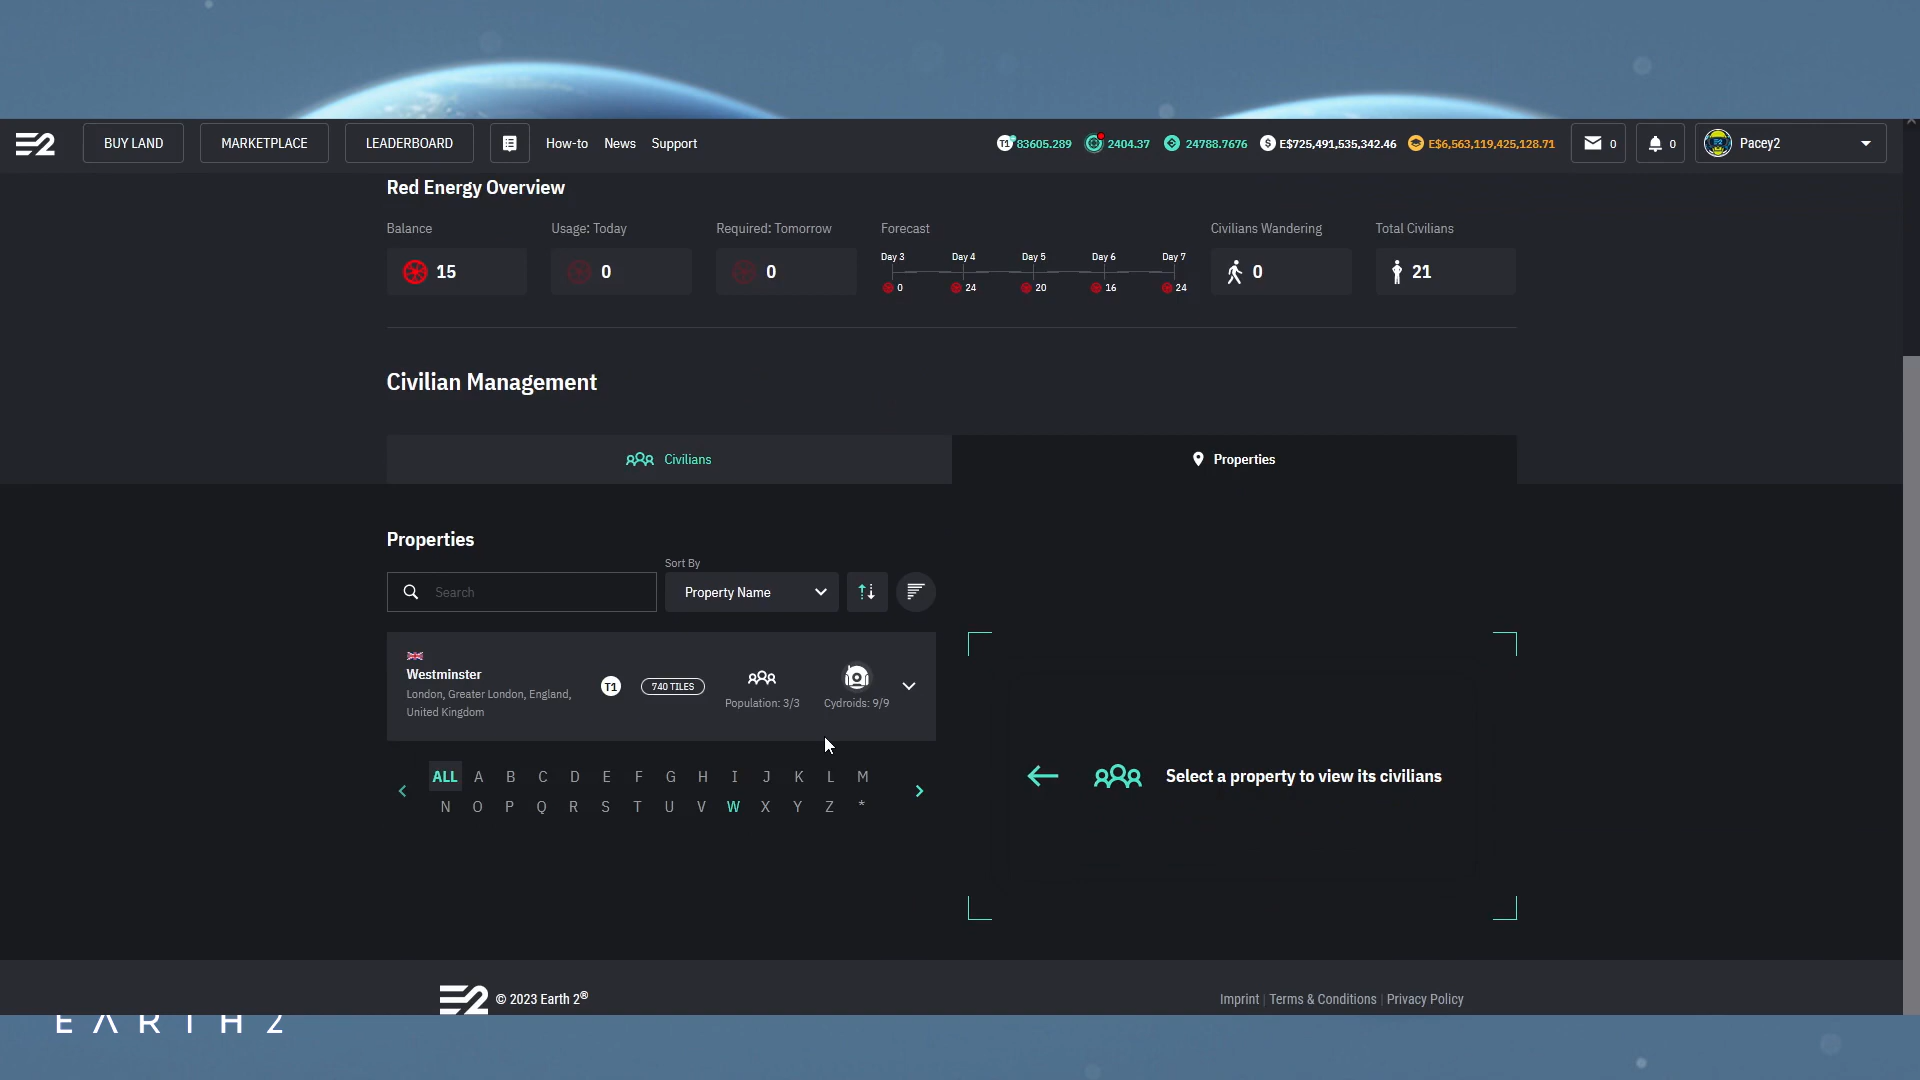 BUY LAND
MARKETPLACE
LEADERBOARD
How-to
News
Support
T1 83605.289
2404.37
24788.7676
E$725,491,535,342.46
E$6,563,119,425,128.71
0
0
Pacey2
Red Energy Overview
Balance
Usage: Today
Required: Tomorrow
Forecast
Civilians Wandering
Total Civilians
15
0
0
Day 3
Day 4
Day 5
Day 6
Day 7
0
24
20
16
24
0
21
Civilian Management
Civilians
Properties
Properties
Sort By
Search
Property Name
Westminster
London, Greater London, England,
United Kingdom
T1
740 TILES
Population: 3/3
Cydroids: 9/9
ALL A B C D E F G H I J K L M
N O P Q R S T U V W X Y Z *
Select a property to view its civilians
© 2023 Earth 2®
Imprint | Terms & Conditions | Privacy Policy
EARTH 2